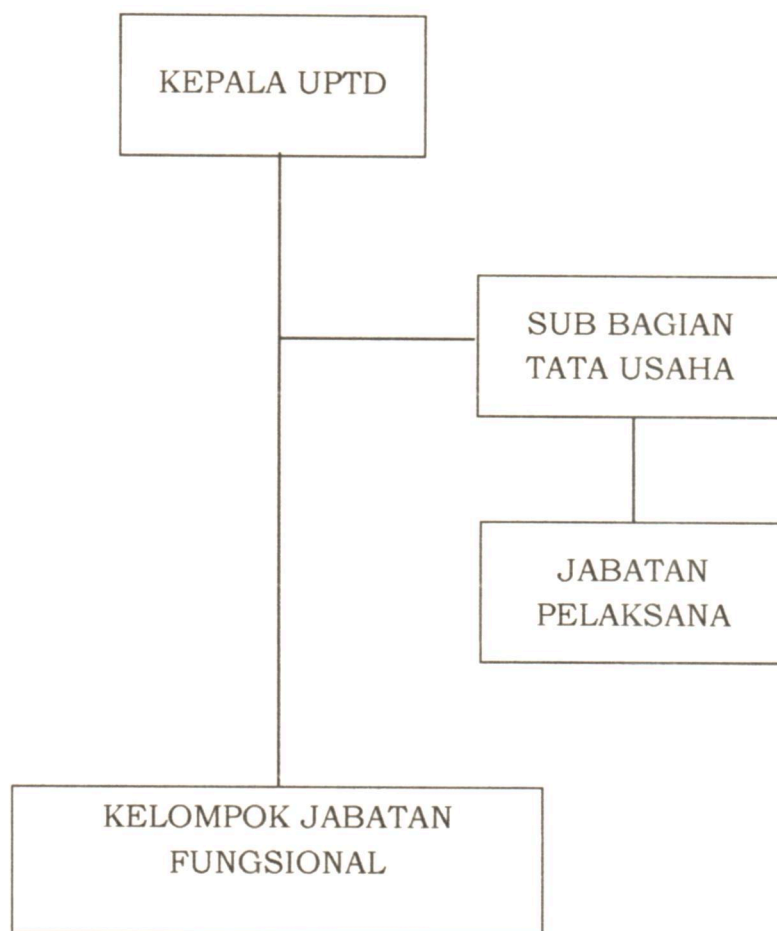 KEPALA UPTD
SUB BAGIAN
TATA USAHA
JABATAN
PELAKSANA
KELOMPOK JABATAN
FUNGSIONAL